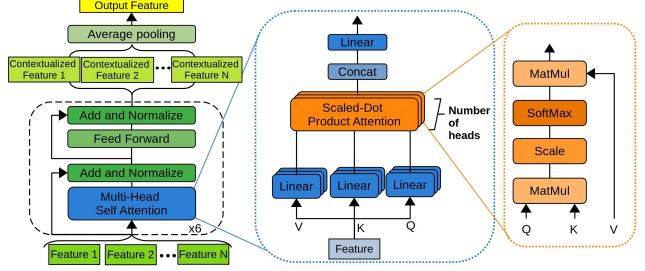 Output Feature
Average pooling
Contextualized
Feature 1
Contextualized
Feature 2
•••
Contextualized
Feature N
Add and Normalize
Feed Forward
Add and Normalize
Multi-Head
Self Attention
x6
Feature 1
Feature 2
•••
Feature N
Linear
Concat
Scaled-Dot
Product Attention
Number
of
heads
Linear
Linear
Linear
V
K
Q
Feature
MatMul
SoftMax
Scale
MatMul
Q
K
V